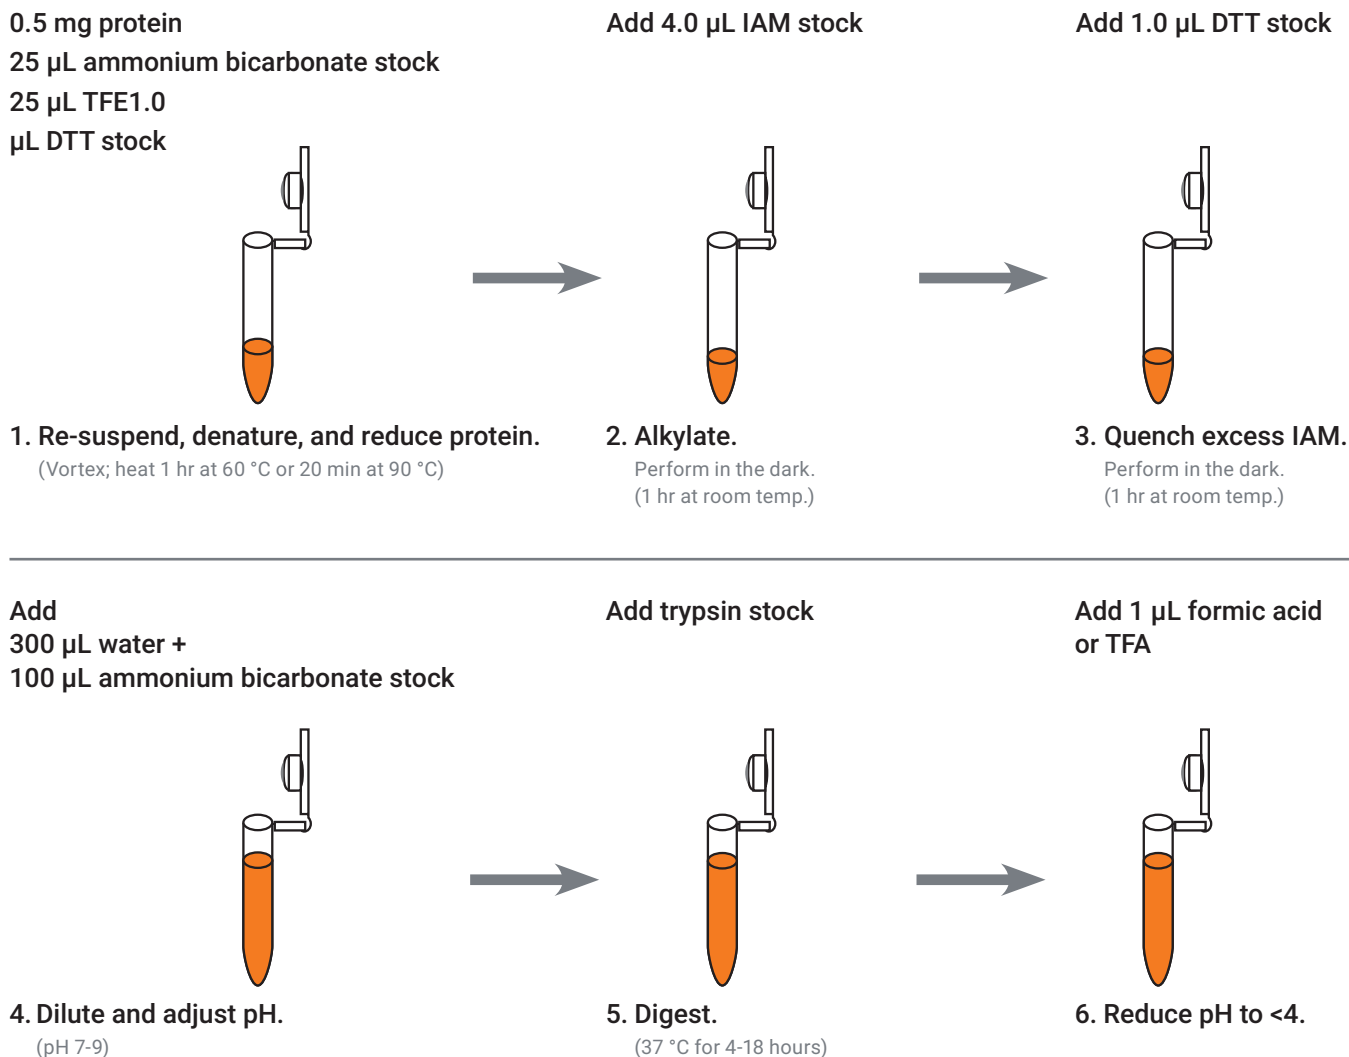 0.5 mg protein
25 µL ammonium bicarbonate stock
25 µL TFE1.0
µL DTT stock
Add 4.0 µL IAM stock
Add 1.0 µL DTT stock
1. Re-suspend, denature, and reduce protein.
(Vortex; heat 1 hr at 60 °C or 20 min at 90 °C)
2. Alkylate.
Perform in the dark.
(1 hr at room temp.)
3. Quench excess IAM.
Perform in the dark.
(1 hr at room temp.)
Add
300 µL water +
100 µL ammonium bicarbonate stock
Add trypsin stock
Add 1 µL formic acid
or TFA
4. Dilute and adjust pH.
(pH 7-9)
5. Digest.
(37 °C for 4-18 hours)
6. Reduce pH to <4.